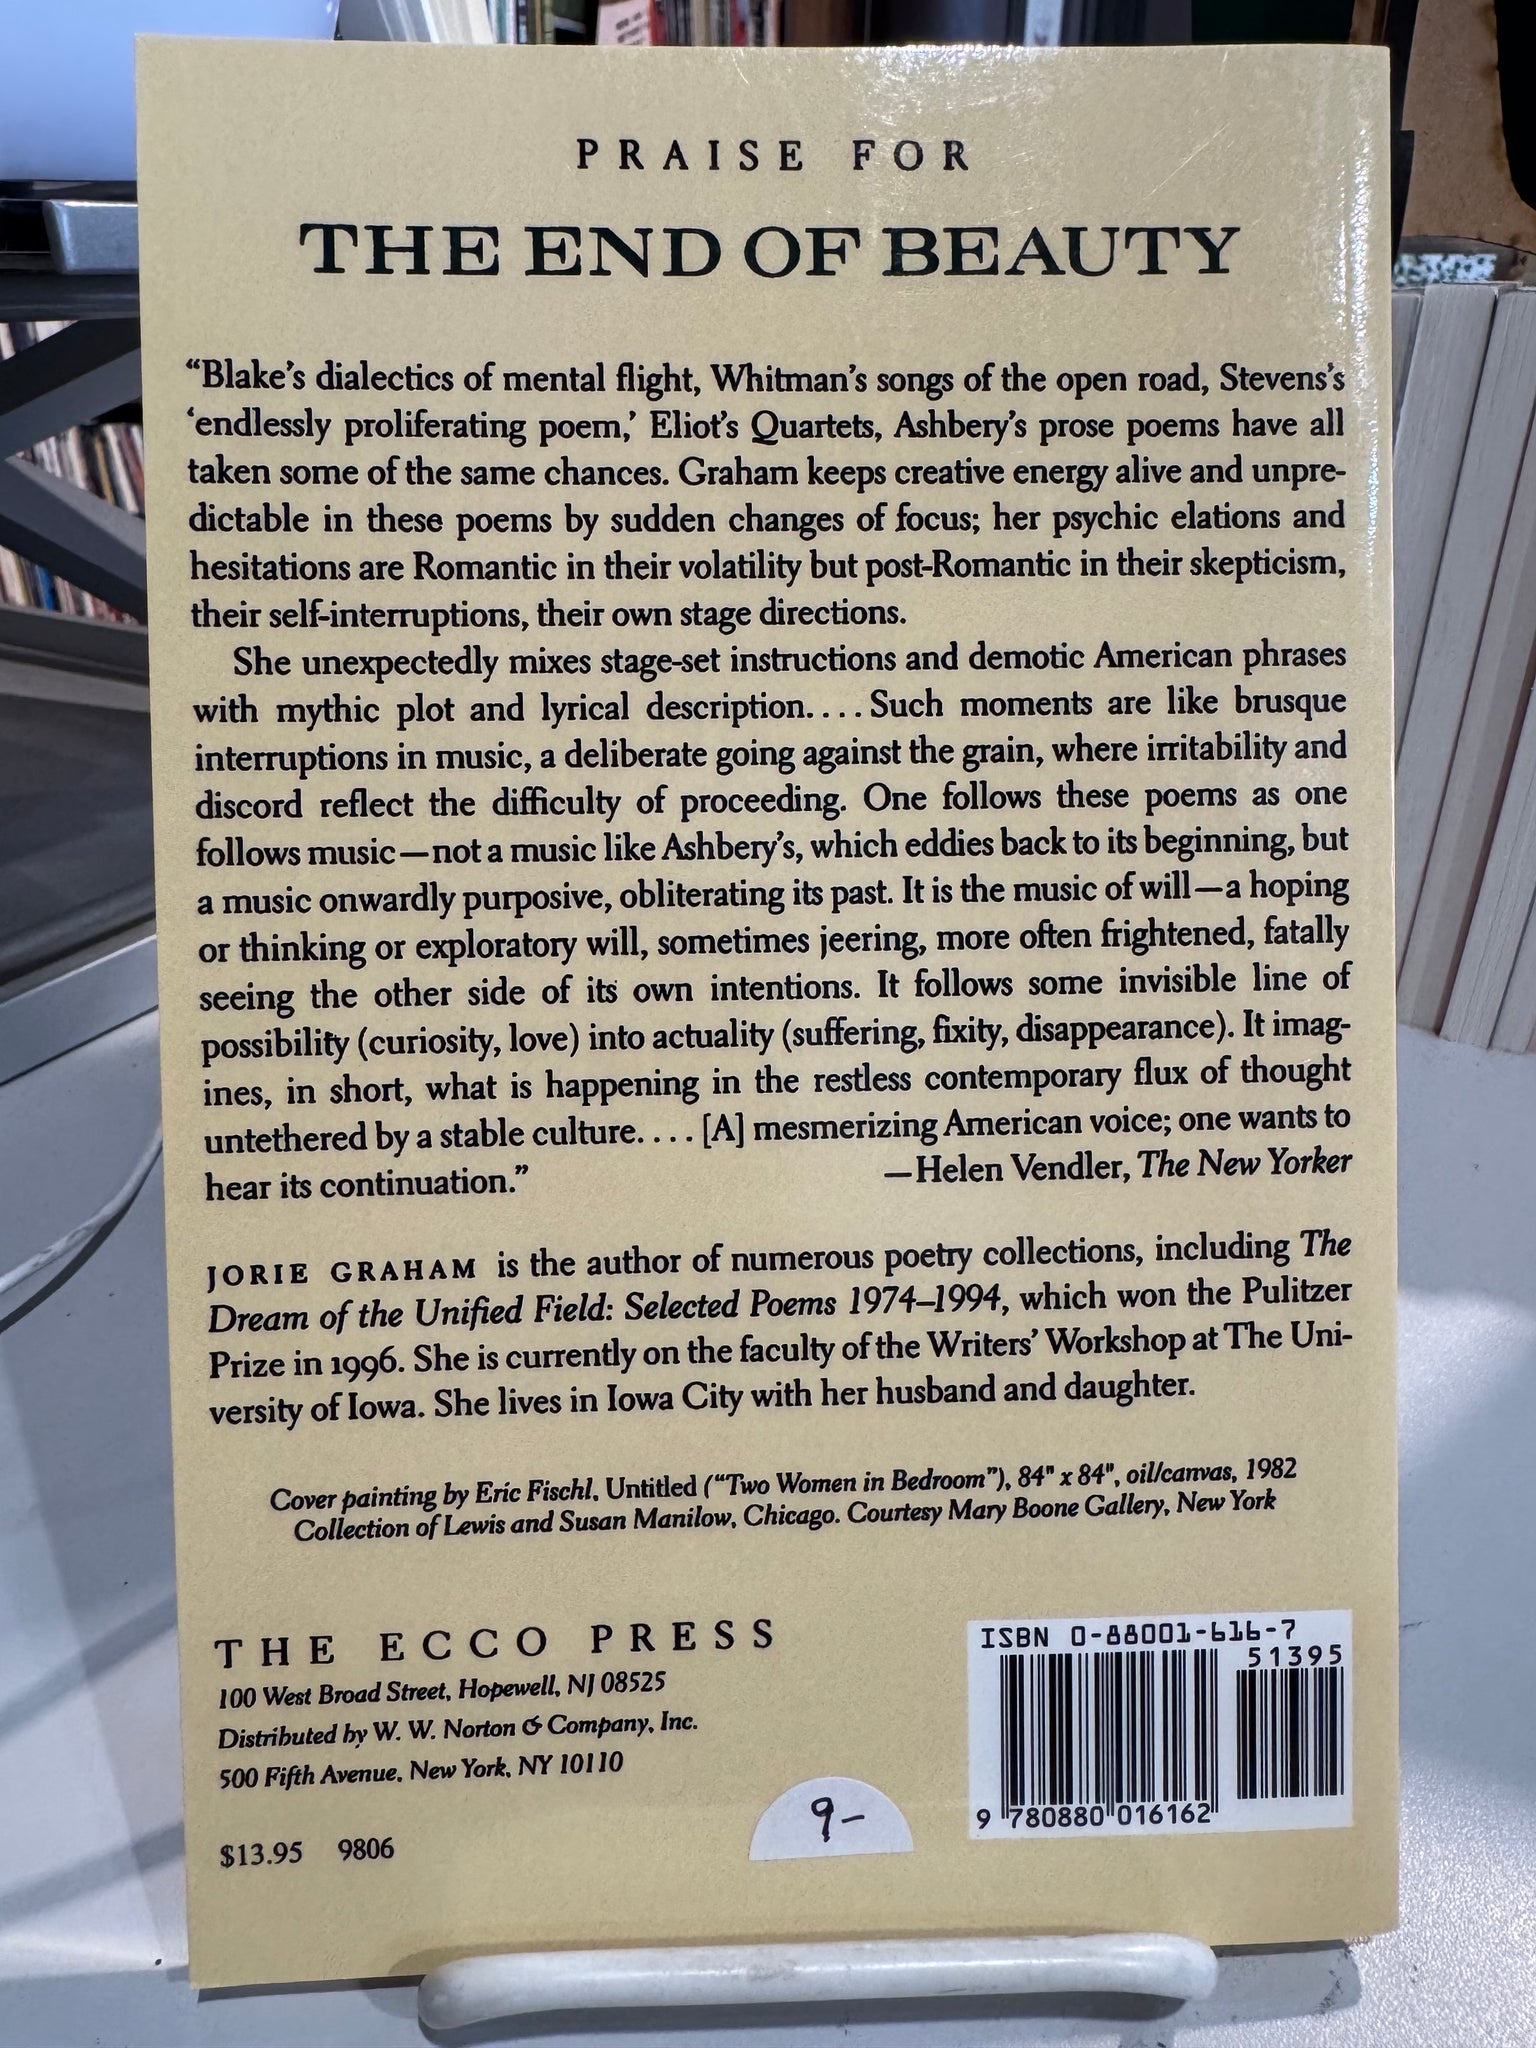 PRAISE FOR
THE END OF BEAUTY
“Blake’s dialectics of mental flight, Whitman’s songs of the open road, Stevens’s
‘endlessly proliferating poem,’ Eliot’s Quartets, Ashbery’s prose poems have all
taken some of the same chances. Graham keeps creative energy alive and unpre-
dictable in these poems by sudden changes of focus; her psychic elations and
hesitations are Romantic in their volatility but post-Romantic in their skepticism,
their self-interruptions, their own stage directions.
She unexpectedly mixes stage-set instructions and demotic American phrases
with mythic plot and lyrical description.... Such moments are like brusque
interruptions in music, a deliberate going against the grain, where irritability and
discord reflect the difficulty of proceeding. One follows these poems as one
follows music—not a music like Ashbery’s, which eddies back to its beginning, but
a music onwardly purposive, obliterating its past. It is the music of will—a hoping
or thinking or exploratory will, sometimes jeering, more often frightened, fatally
seeing the other side of its own intentions. It follows some invisible line of
possibility (curiosity, love) into actuality (suffering, fixity, disappearance). It imag-
ines, in short, what is happening in the restless contemporary flux of thought
untethered by a stable culture.... [A] mesmerizing American voice; one wants to
hear its continuation.” —Helen Vendler, The New Yorker
JORIE GRAHAM is the author of numerous poetry collections, including The
Dream of the Unified Field: Selected Poems 1974–1994, which won the Pulitzer
Prize in 1996. She is currently on the faculty of the Writers’ Workshop at The Uni-
versity of Iowa. She lives in Iowa City with her husband and daughter.
Cover painting by Eric Fischl, Untitled (“Two Women in Bedroom”), 84" x 84", oil/canvas, 1982
Collection of Lewis and Susan Manilow, Chicago. Courtesy Mary Boone Gallery, New York
THE ECCO PRESS
100 West Broad Street, Hopewell, NJ 08525
Distributed by W. W. Norton & Company, Inc.
500 Fifth Avenue, New York, NY 10110
$13.95 9806
9-
ISBN 0-88001-616-7
51395
9 780880 016162